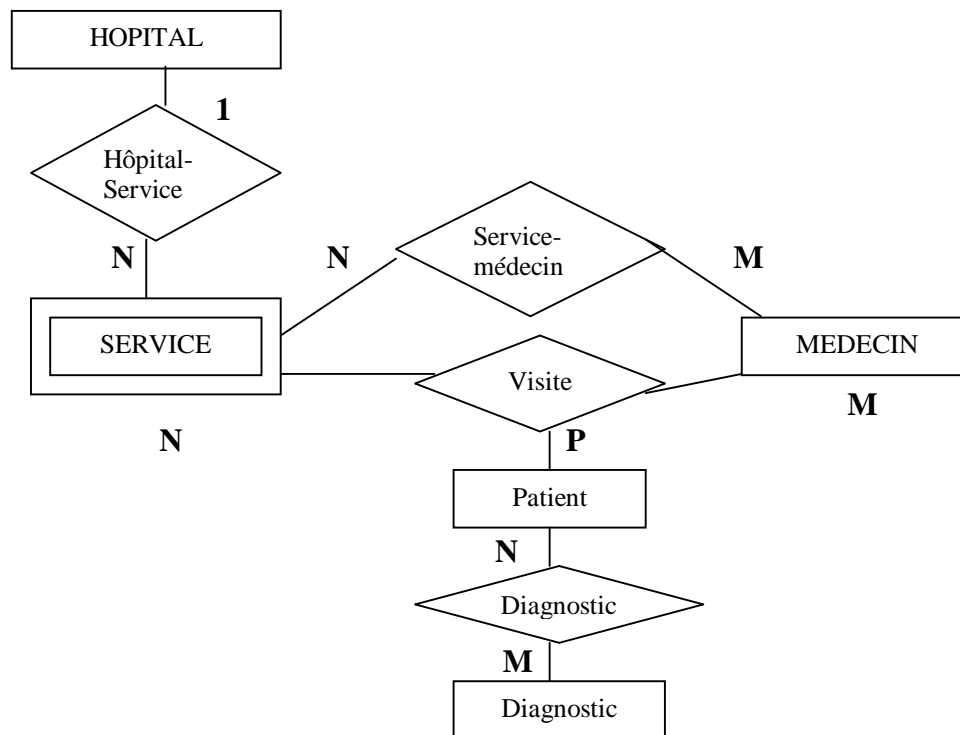 HOPITAL
1
Hôpital-
Service
N
N
Service-
médecin
M
SERVICE
MEDECIN
Visite
M
N
P
Patient
N
Diagnostic
M
Diagnostic